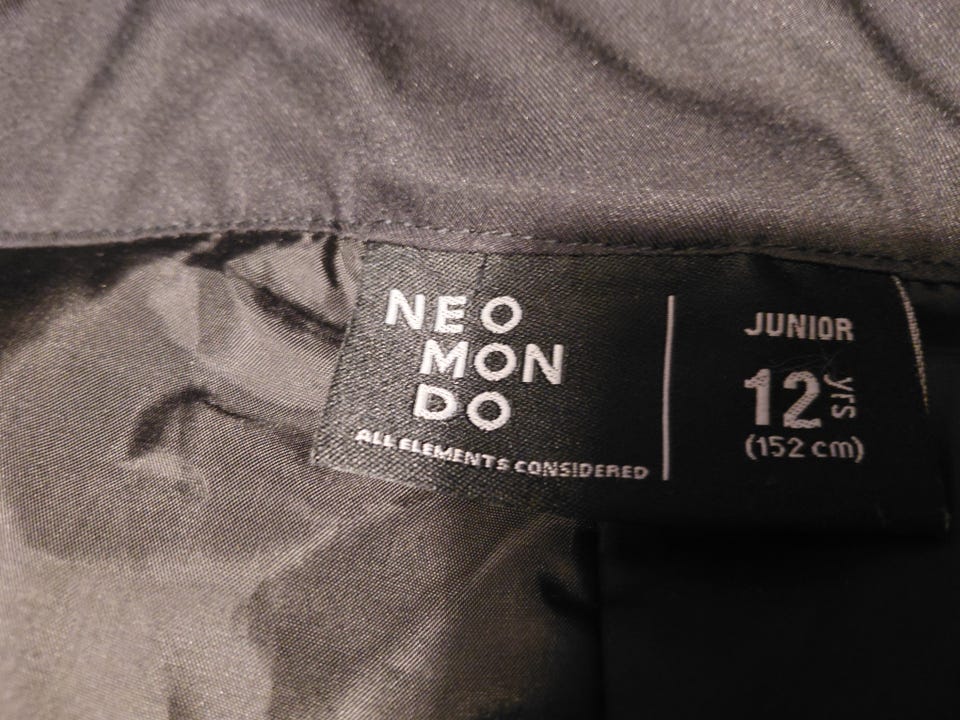 NEO
MON
DO
ALL ELEMENTS CONSIDERED
JUNIOR
12 yrs
(152 cm)